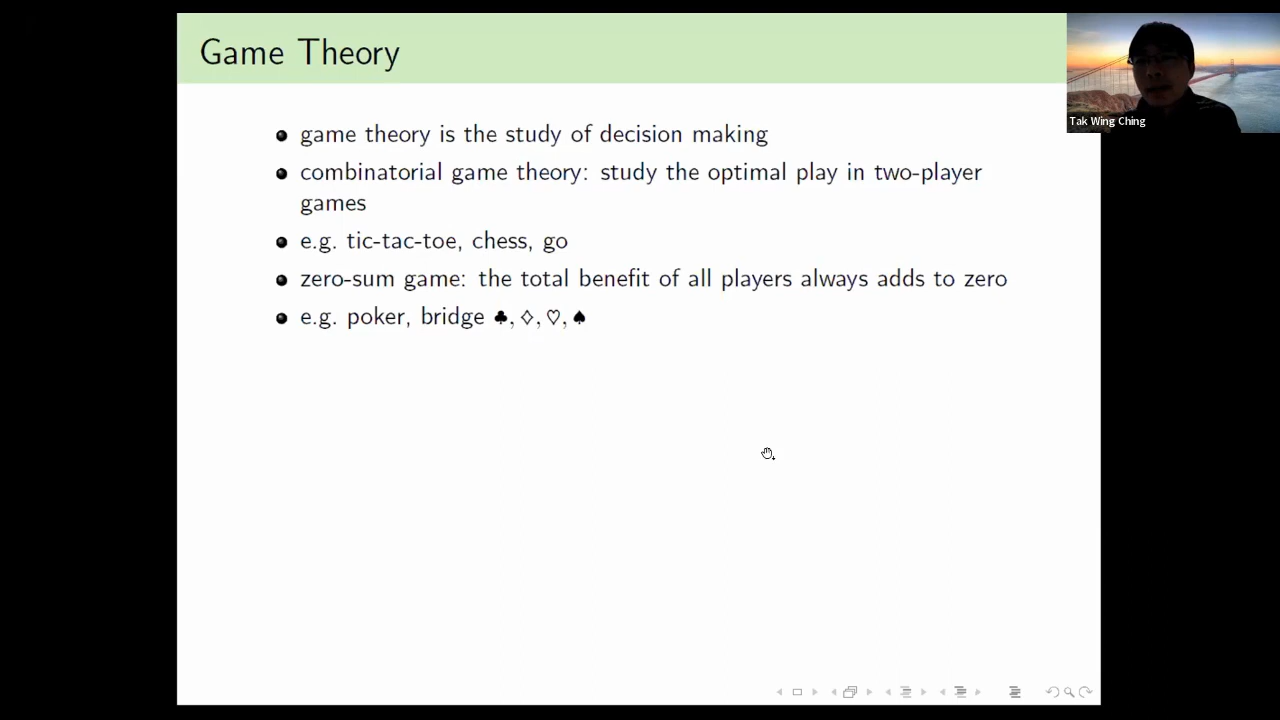 Game Theory
Tak Wing Ching
game theory is the study of decision making
combinatorial game theory: study the optimal play in two-player
games
e.g. tic-tac-toe, chess, go
zero-sum game: the total benefit of all players always adds to zero
e.g. poker, bridge ♣, ♢, ♡, ♠